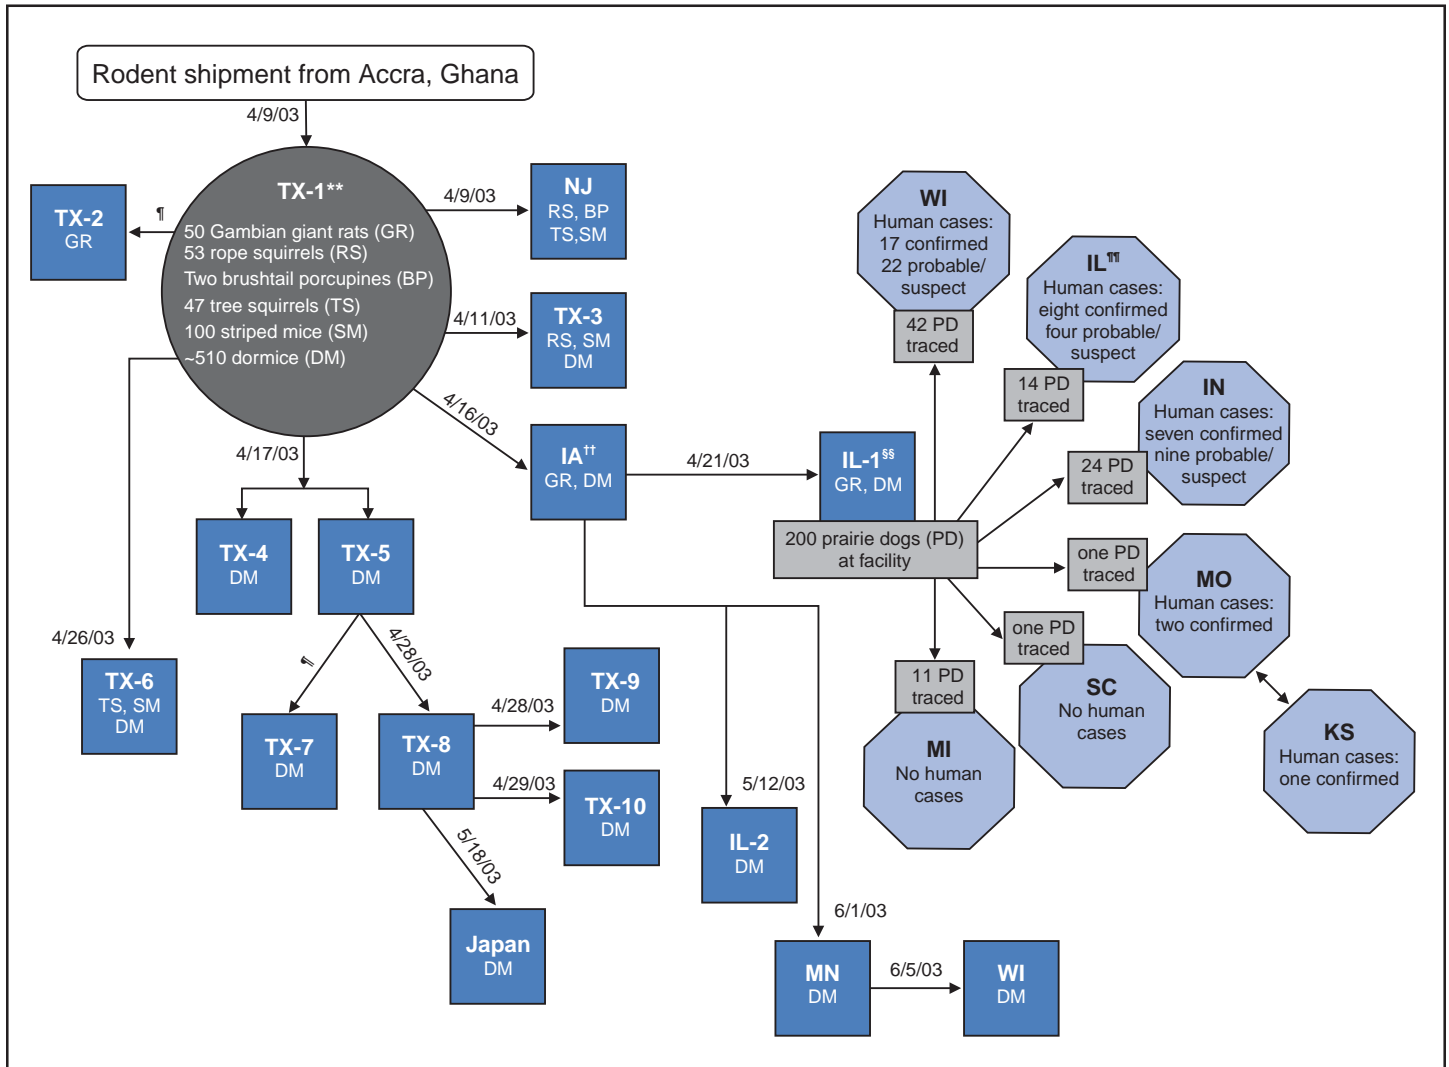 Rodent shipment from Accra, Ghana
4/9/03
TX-1**
50 Gambian giant rats (GR)
53 rope squirrels (RS)
Two brushtail porcupines (BP)
47 tree squirrels (TS)
100 striped mice (SM)
~510 dormice (DM)
¶
TX-2
GR
4/9/03
NJ
RS, BP
TS,SM
4/11/03
TX-3
RS, SM
DM
4/16/03
IA††
GR, DM
4/21/03
IL-1§§
GR, DM
200 prairie dogs (PD)
at facility
WI
Human cases:
17 confirmed
22 probable/
suspect
42 PD
traced
IL¶¶
Human cases:
eight confirmed
four probable/
suspect
14 PD
traced
IN
Human cases:
seven confirmed
nine probable/
suspect
24 PD
traced
one PD
traced
MO
Human cases:
two confirmed
one PD
traced
SC
No human
cases
11 PD
traced
MI
No human
cases
KS
Human cases:
one confirmed
4/17/03
TX-4
DM
TX-5
DM
4/26/03
TX-6
TS, SM
DM
¶
TX-7
DM
4/28/03
TX-8
DM
4/28/03
TX-9
DM
4/29/03
TX-10
DM
5/18/03
Japan
DM
5/12/03
IL-2
DM
6/1/03
MN
DM
6/5/03
WI
DM